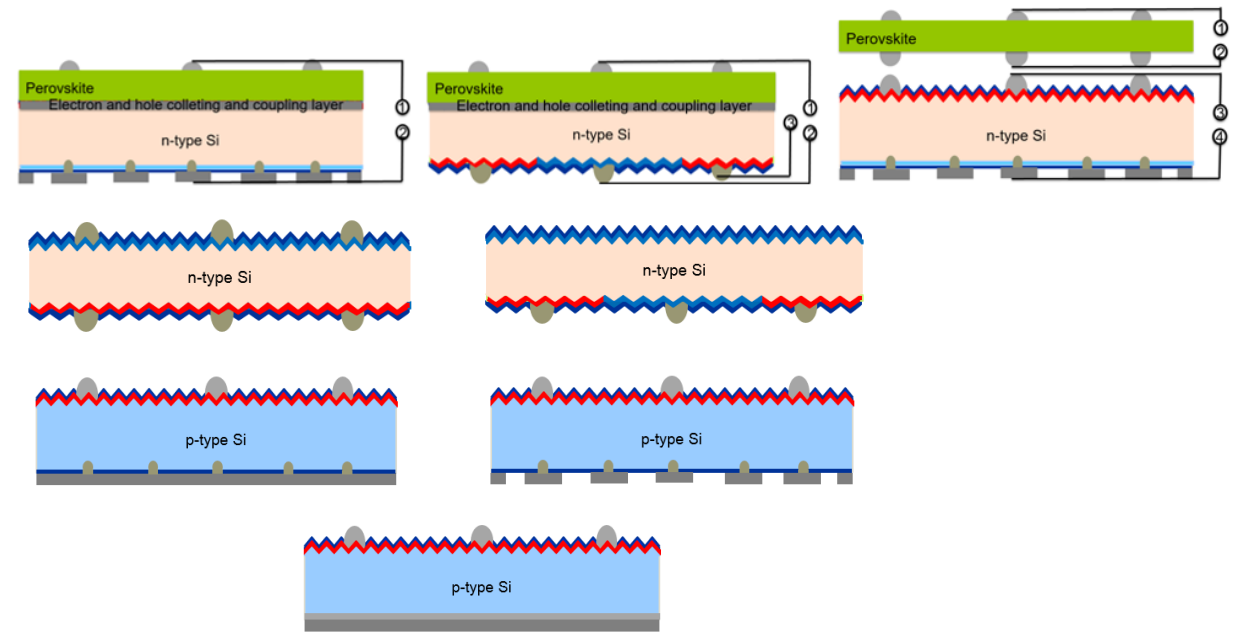 Perovskite
Electron and hole colleting and coupling layer
n-type Si
1
2
Perovskite
Electron and hole colleting and coupling layer
n-type Si
1
3
2
Perovskite
1
2
n-type Si
3
4
n-type Si
n-type Si
p-type Si
p-type Si
p-type Si